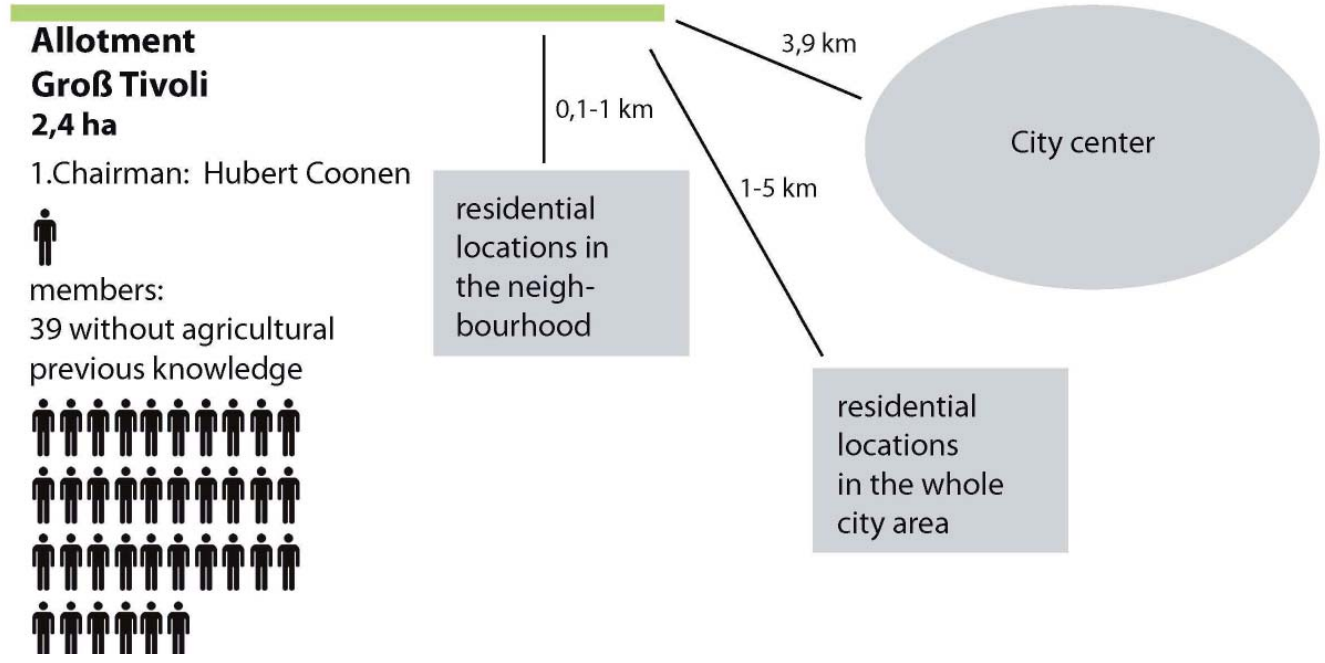 Allotment
Groß Tivoli
2,4 ha
1.Chairman: Hubert Coonen
members:
39 without agricultural
previous knowledge
0,1-1 km
residential
locations in
the neigh-
bourhood
3,9 km
City center
1-5 km
residential
locations
in the whole
city area